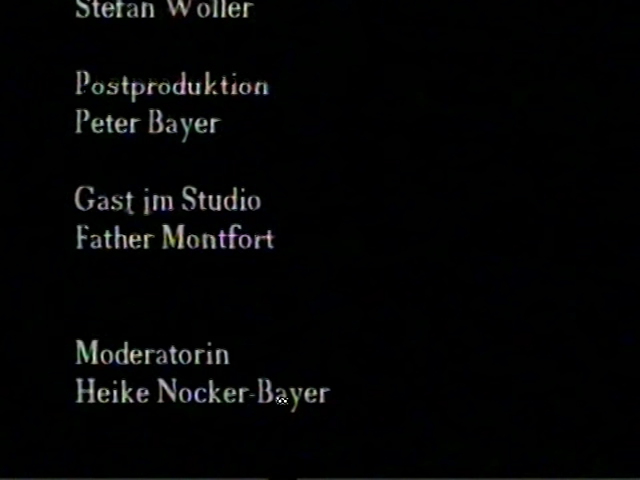 Stefan Woller
Postproduktion
Peter Bayer
Gast im Studio
Father Montfort
Moderatorin
Heike Nocker-Bayer